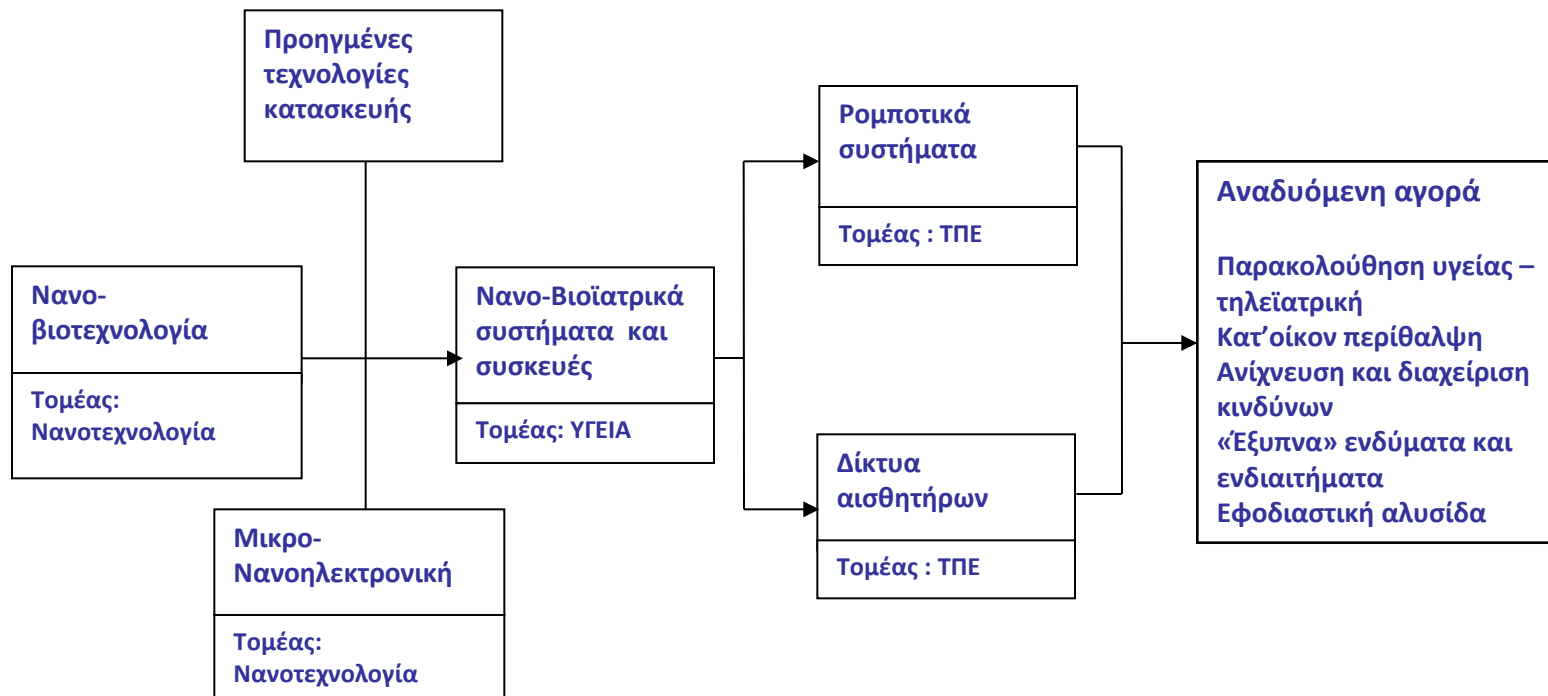 Προηγμένες
τεχνολογίες
κατασκευής
Νανο-
βιοτεχνολογία
Τομέας:
Νανοτεχνολογία
Μικρο-
Νανοηλεκτρονική
Τομέας:
Νανοτεχνολογία
Νανο-Βιοϊατρικά
συστήματα και
συσκευές
Τομέας: ΥΓΕΙΑ
Ρομποτικά
συστήματα
Τομέας : ΤΠΕ
Δίκτυα
αισθητήρων
Τομέας : ΤΠΕ
Αναδυόμενη αγορά
Παρακολούθηση υγείας –
τηλεϊατρική
Κατ’οίκον περίθαλψη
Ανίχνευση και διαχείριση
κινδύνων
«Έξυπνα» ενδύματα και
ενδιαιτήματα
Εφοδιαστική αλυσίδα